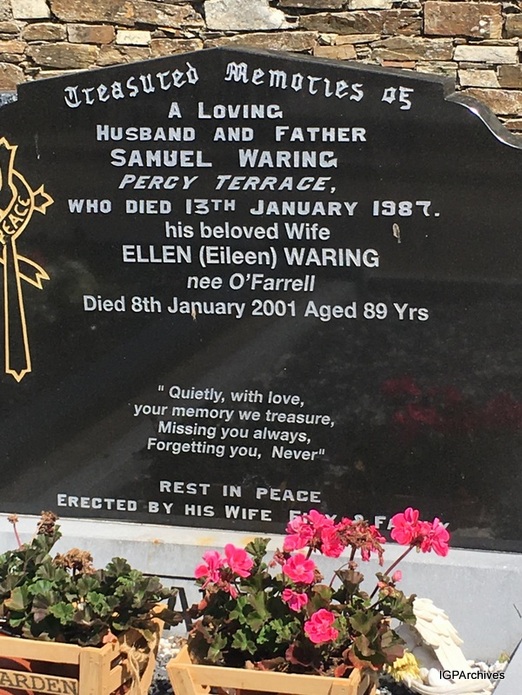 Treasured Memories of
A LOVING
HUSBAND AND FATHER
SAMUEL WARING
PERCY TERRACE,
WHO DIED 13TH JANUARY 1987.
his beloved Wife
ELLEN (Eileen) WARING
nee O'Farrell
Died 8th January 2001 Aged 89 Yrs
" Quietly, with love,
your memory we treasure,
Missing you always,
Forgetting you, Never"
REST IN PEACE
ERECTED BY HIS WIFE &
PEACE
GARDEN
IGPArchives